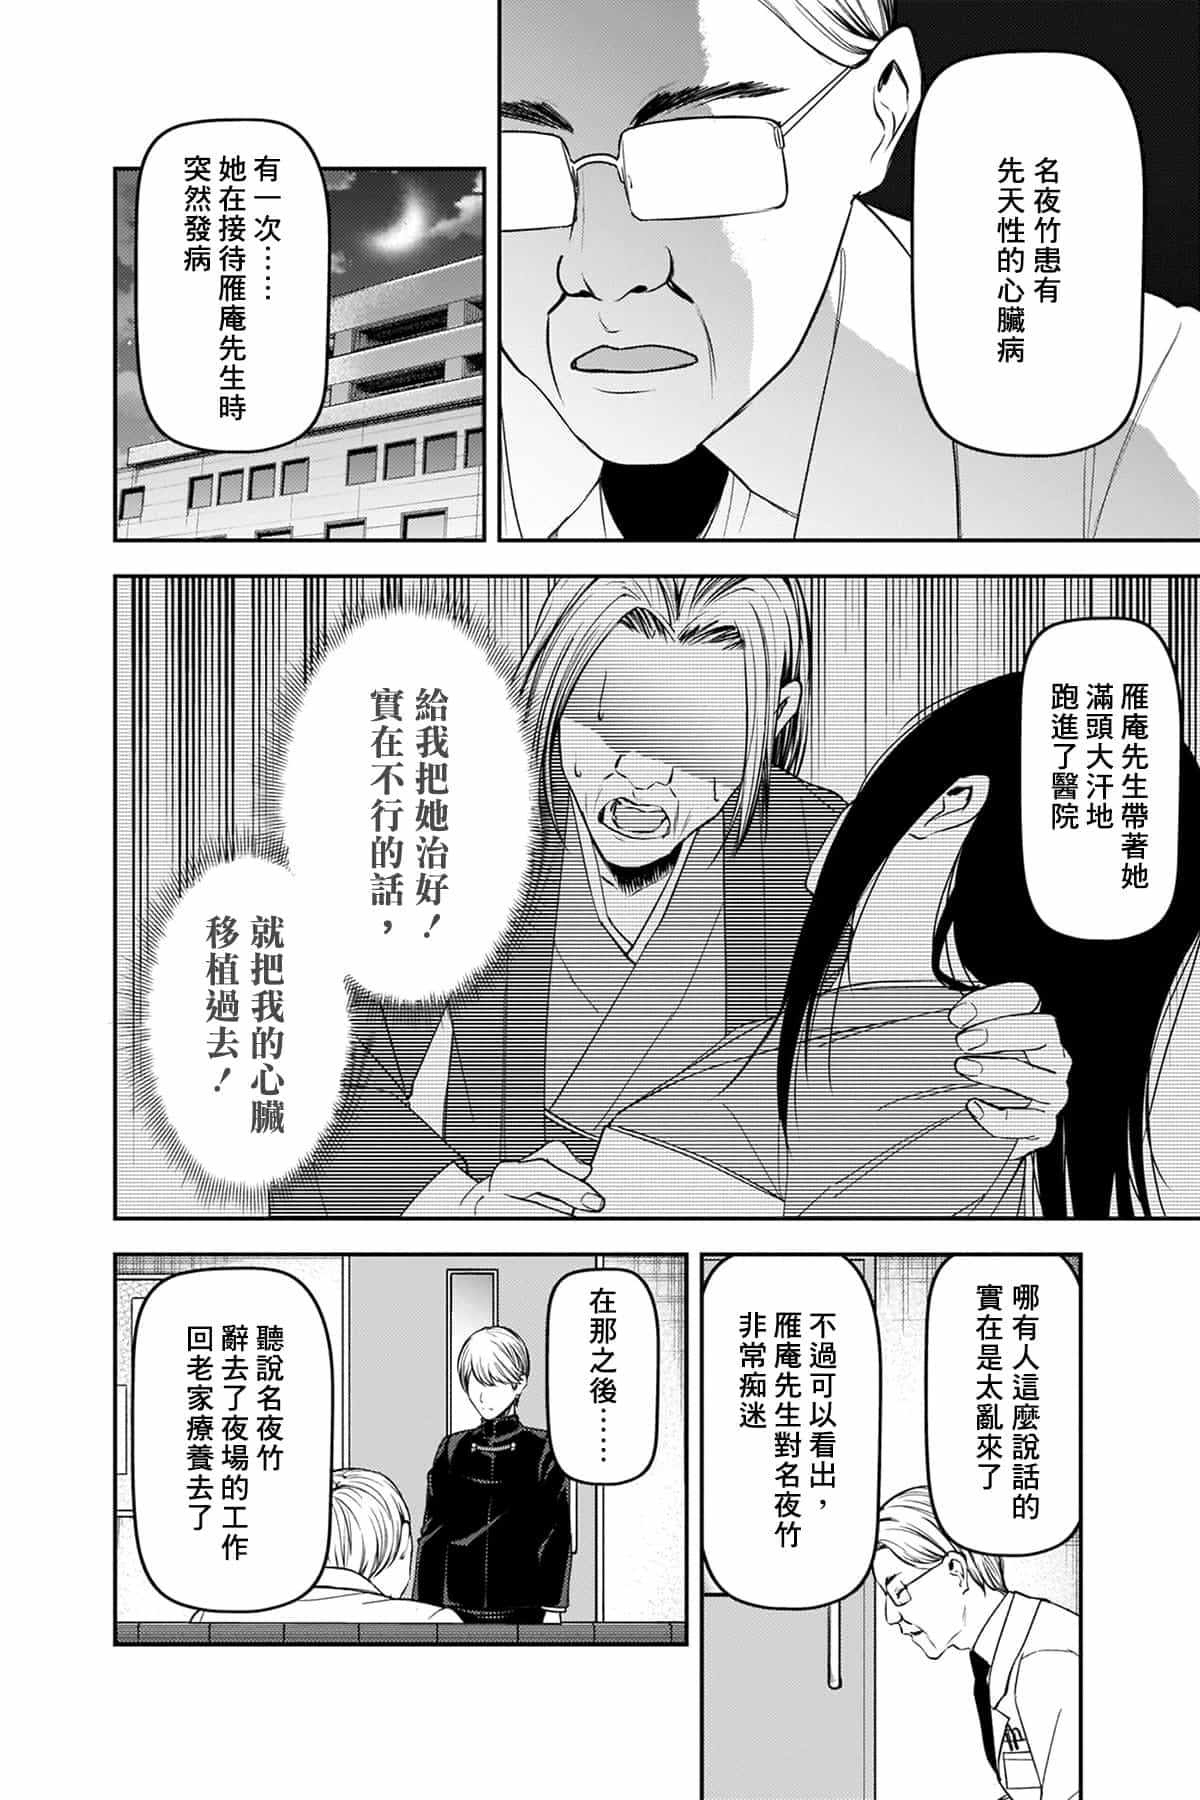 名夜竹患有
先天性的心臟病
有一次……
她在接待雁庵先生時
突然發病
雁庵先生帶著她
滿頭大汗地
跑進了醫院
給我把她治好！
實在不行的話，
就把我的心臟
移植過去！
哪有人這麼說話的
實在是太亂來了
不過可以看出，
雁庵先生對名夜竹
非常痴迷
在那之後……
聽說名夜竹
辭去了夜場的工作
回老家療養去了